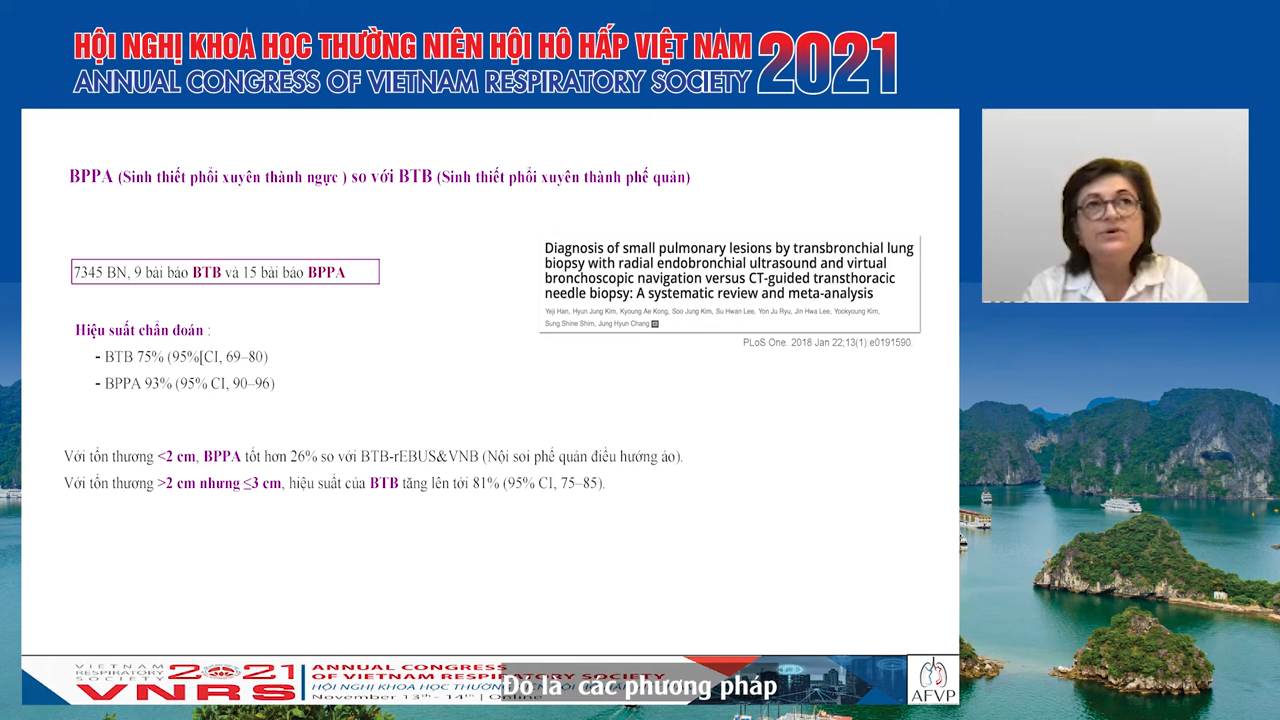 HỘI NGHỊ KHOA HỌC THƯỜNG NIÊN HỘI HÔ HẤP VIỆT NAM 2021
ANNUAL CONGRESS OF VIETNAM RESPIRATORY SOCIETY
BPPA (Sinh thiết phổi xuyên thành ngực ) so với BTB (Sinh thiết phổi xuyên thành phế quản)
7345 BN, 9 bài báo BTB và 15 bài báo BPPA
Diagnosis of small pulmonary lesions by transbronchial lung
biopsy with radial endobronchial ultrasound and virtual
bronchoscopic navigation versus CT-guided transthoracic
needle biopsy: A systematic review and meta-analysis
Yeji Han, Hyun Jung Kim, Kyoung Ae Kong, Soo Jung Kim, Su Hwan Lee, Yon Ju Ryu, Jin Hwa Lee, Yookyoung Kim,
Sung Shine Shim, Jung Hyun Chang
PLoS One. 2018 Jan 22;13(1):e0191590.
Hiệu suất chẩn đoán :
- BTB 75% (95%[CI, 69–80)
- BPPA 93% (95% CI, 90–96)
Với tổn thương <2 cm, BPPA tốt hơn 26% so với BTB-rEBUS&VNB (Nội soi phế quản điều hướng ảo).
Với tổn thương >2 cm nhưng ≤3 cm, hiệu suất của BTB tăng lên tới 81% (95% CI, 75–85).
VIETNAM
RESPIRATORY
SOCIETY
2021
VNRS
ANNUAL CONGRESS
OF VIETNAM RESPIRATORY SOCIETY
HỘI NGHỊ KHOA HỌC THƯỜNG
November 13th - 14th | Online
Đó là các phương pháp
AFVP